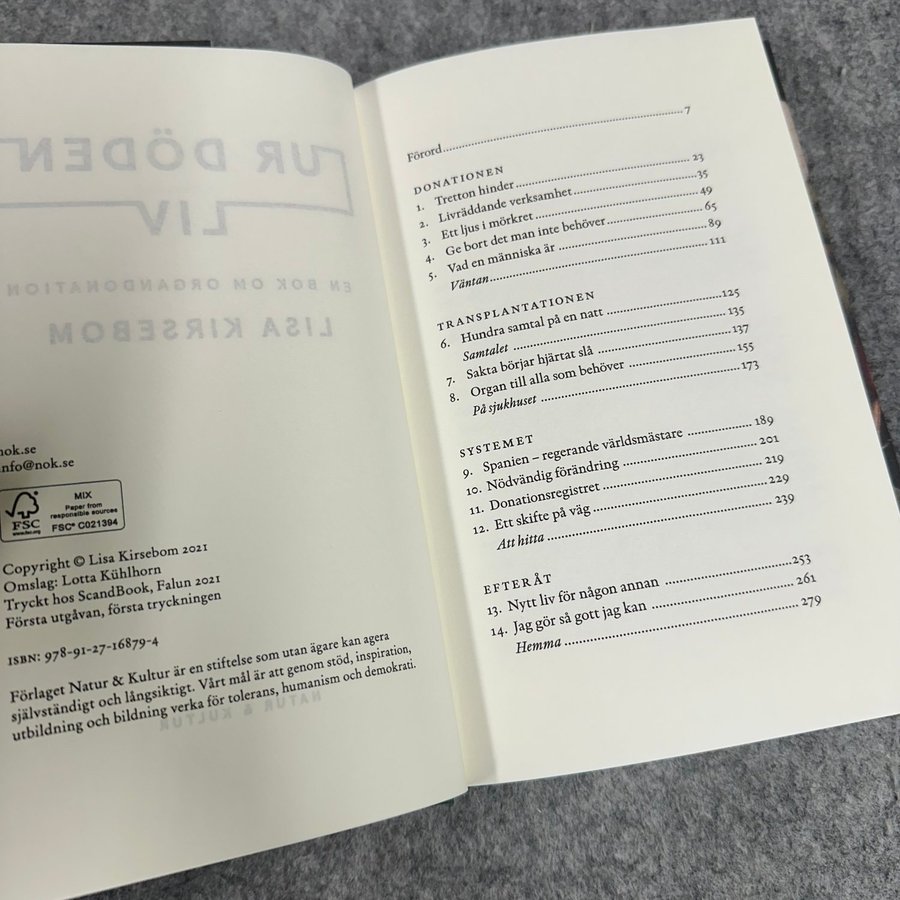 UR DÖDEN
LIV
EN BOK OM ORGANDONATION
LISA KIRSEBOM
nok.se
info@nok.se
FSC
www.fsc.org
MIX
Paper from
responsible sources
FSC® C021394
Copyright © Lisa Kirsebom 2021
Omslag: Lotta Kühlhorn
Tryckt hos ScandBook, Falun 2021
Första utgåvan, första tryckningen
ISBN: 978-91-27-16879-4
Förlaget Natur & Kultur är en stiftelse som utan ägare kan agera
självständigt och långsiktigt. Vårt mål är att genom stöd, inspiration,
utbildning och bildning verka för tolerans, humanism och demokrati.
NATUR & KULTUR
Förord 7
DONATIONEN
1. Tretton hinder 23
2. Livräddande verksamhet 35
3. Ett ljus i mörkret 49
4. Ge bort det man inte behöver 65
5. Vad en människa är 89
Väntan 111
TRANSPLANTATIONEN
6. Hundra samtal på en natt 125
Samtalet 135
7. Sakta börjar hjärtat slå 137
8. Organ till alla som behöver 155
På sjukhuset 173
SYSTEMET
9. Spanien – regerande världsmästare 189
10. Nödvändig förändring 201
11. Donationsregistret 219
12. Ett skifte på väg 229
Att hitta 239
EFTERÅT
13. Nytt liv för någon annan 253
14. Jag gör så gott jag kan 261
Hemma 279